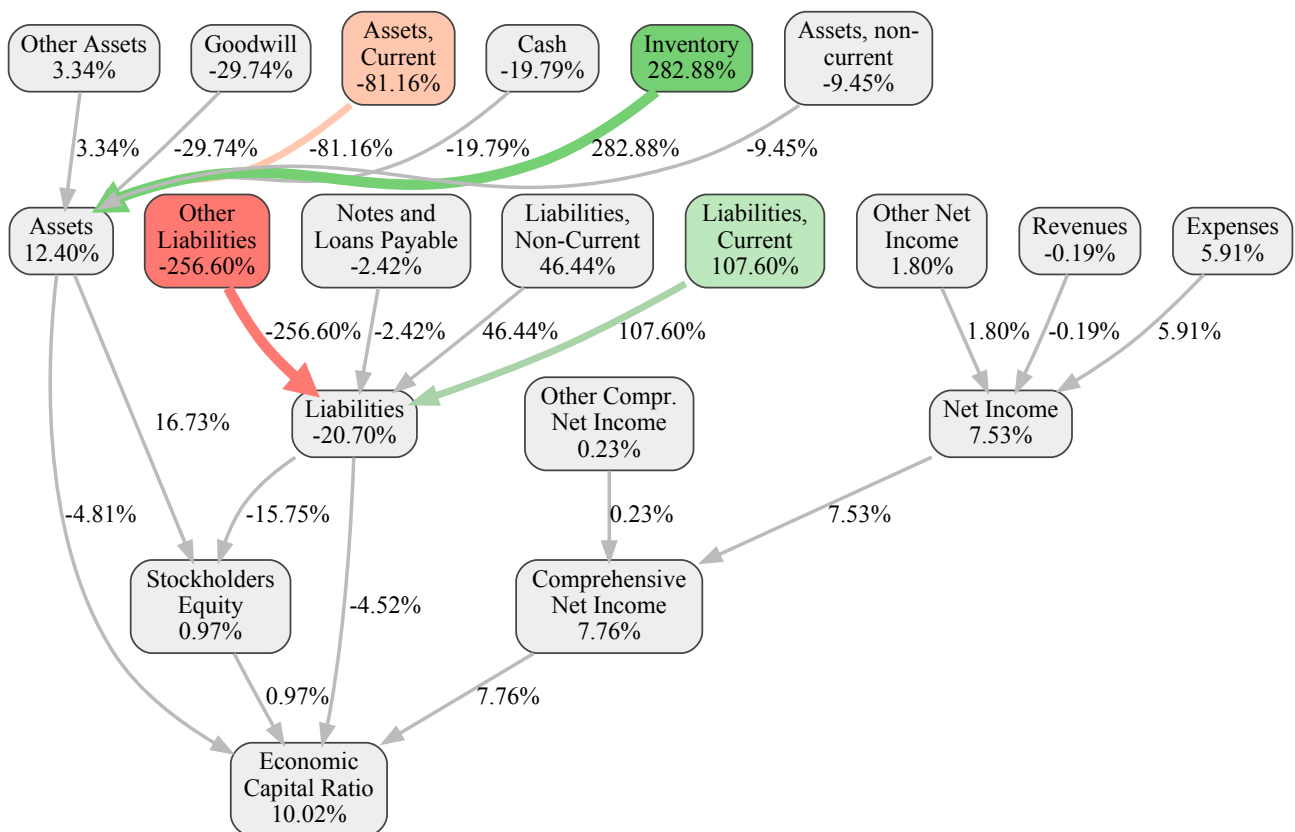 Other Assets
3.34%
Goodwill
-29.74%
Assets,
Current
-81.16%
Cash
-19.79%
Inventory
282.88%
Assets, non-
current
-9.45%
3.34%
-29.74%
-81.16%
-19.79%
282.88%
-9.45%
Assets
12.40%
Other
Liabilities
-256.60%
Notes and
Loans Payable
-2.42%
Liabilities,
Non-Current
46.44%
Liabilities,
Current
107.60%
Other Net
Income
1.80%
Revenues
-0.19%
Expenses
5.91%
-256.60%
-2.42%
46.44%
107.60%
1.80%
-0.19%
5.91%
16.73%
Liabilities
-20.70%
Other Compr.
Net Income
0.23%
Net Income
7.53%
-4.81%
-15.75%
0.23%
7.53%
Stockholders
Equity
0.97%
-4.52%
Comprehensive
Net Income
7.76%
0.97%
7.76%
Economic
Capital Ratio
10.02%